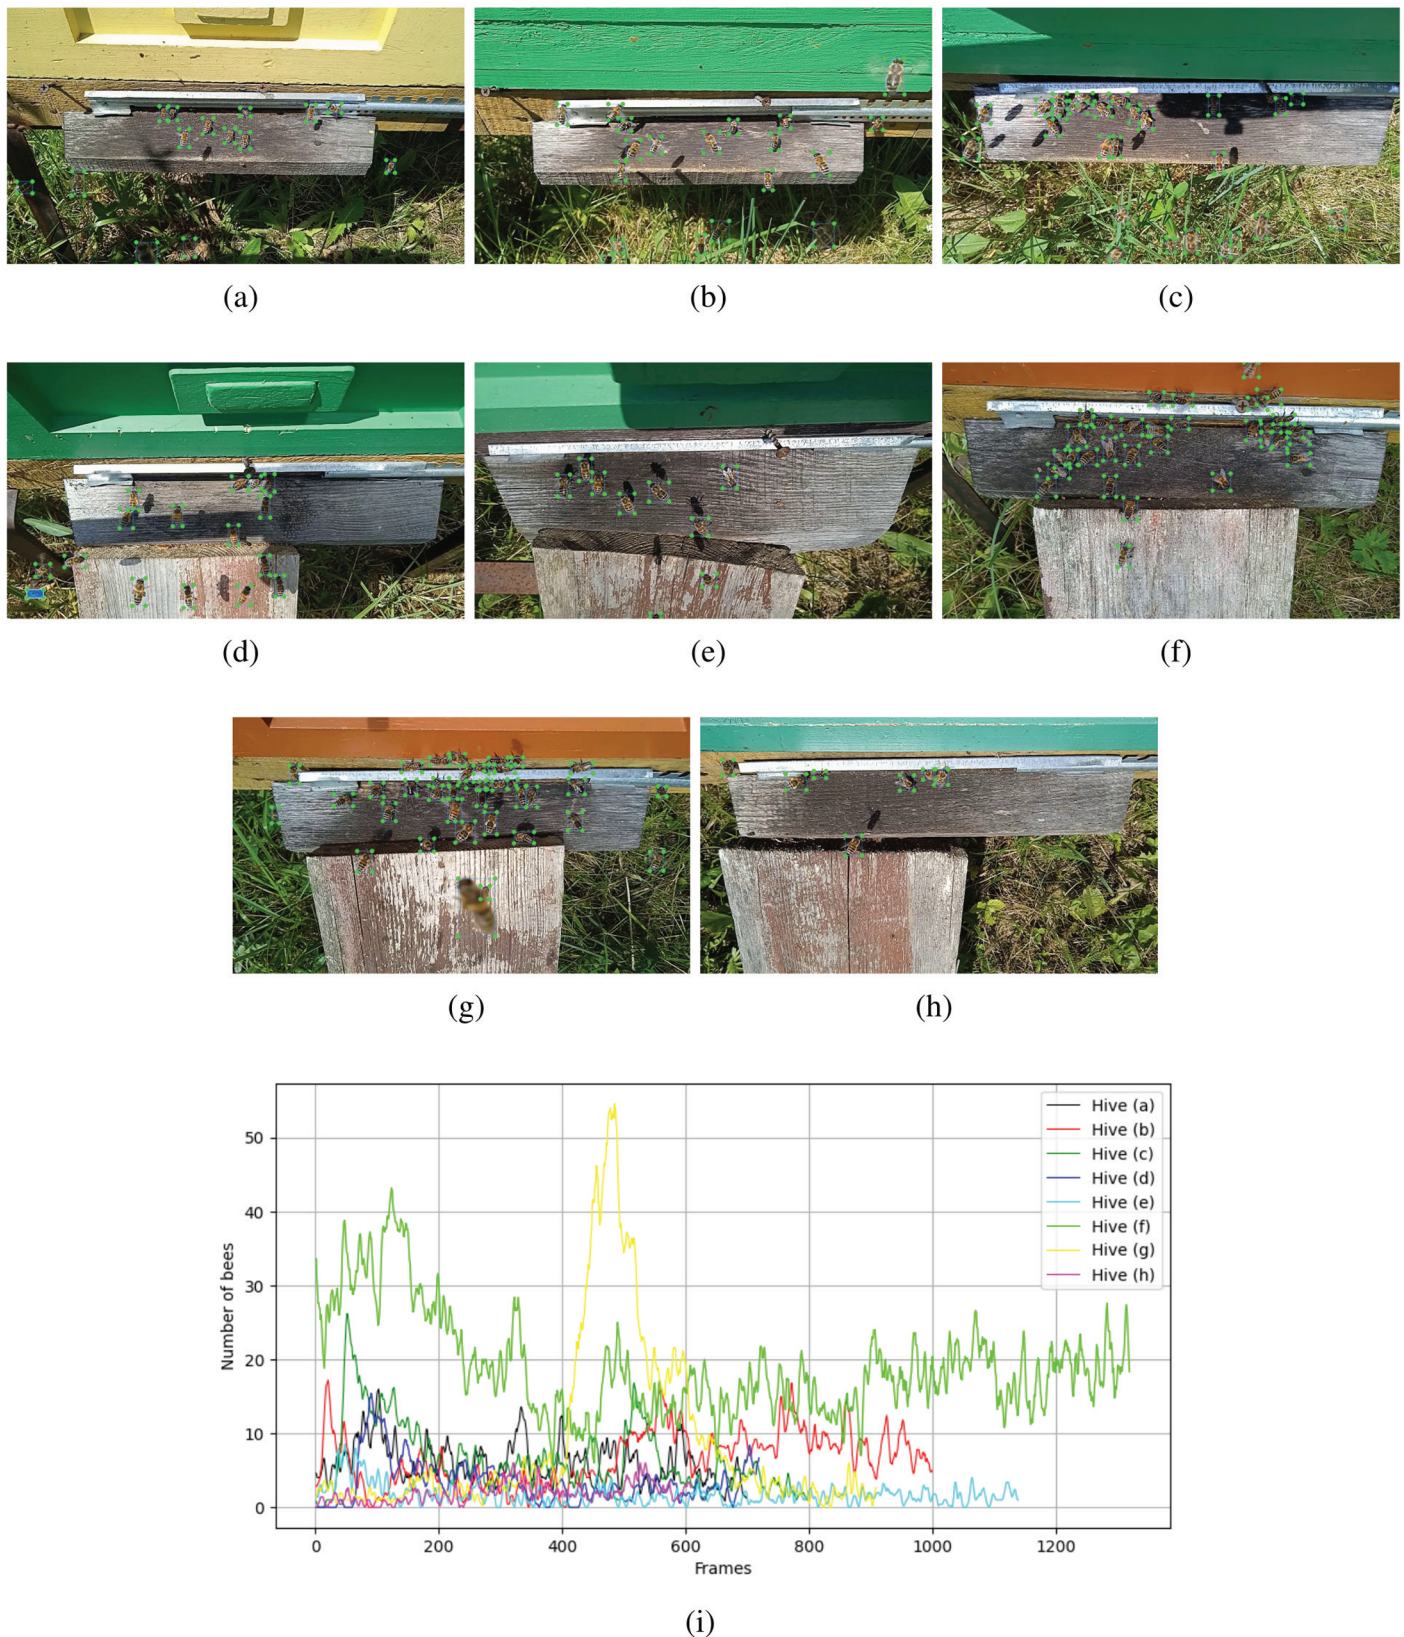 (a)
(b)
(c)
(d)
(e)
(f)
(g)
(h)
Number of bees
50
40
30
20
10
0
Hive (a)
Hive (b)
Hive (c)
Hive (d)
Hive (e)
Hive (f)
Hive (g)
Hive (h)
0 200 400 600 800 1000 1200
Frames
(i)